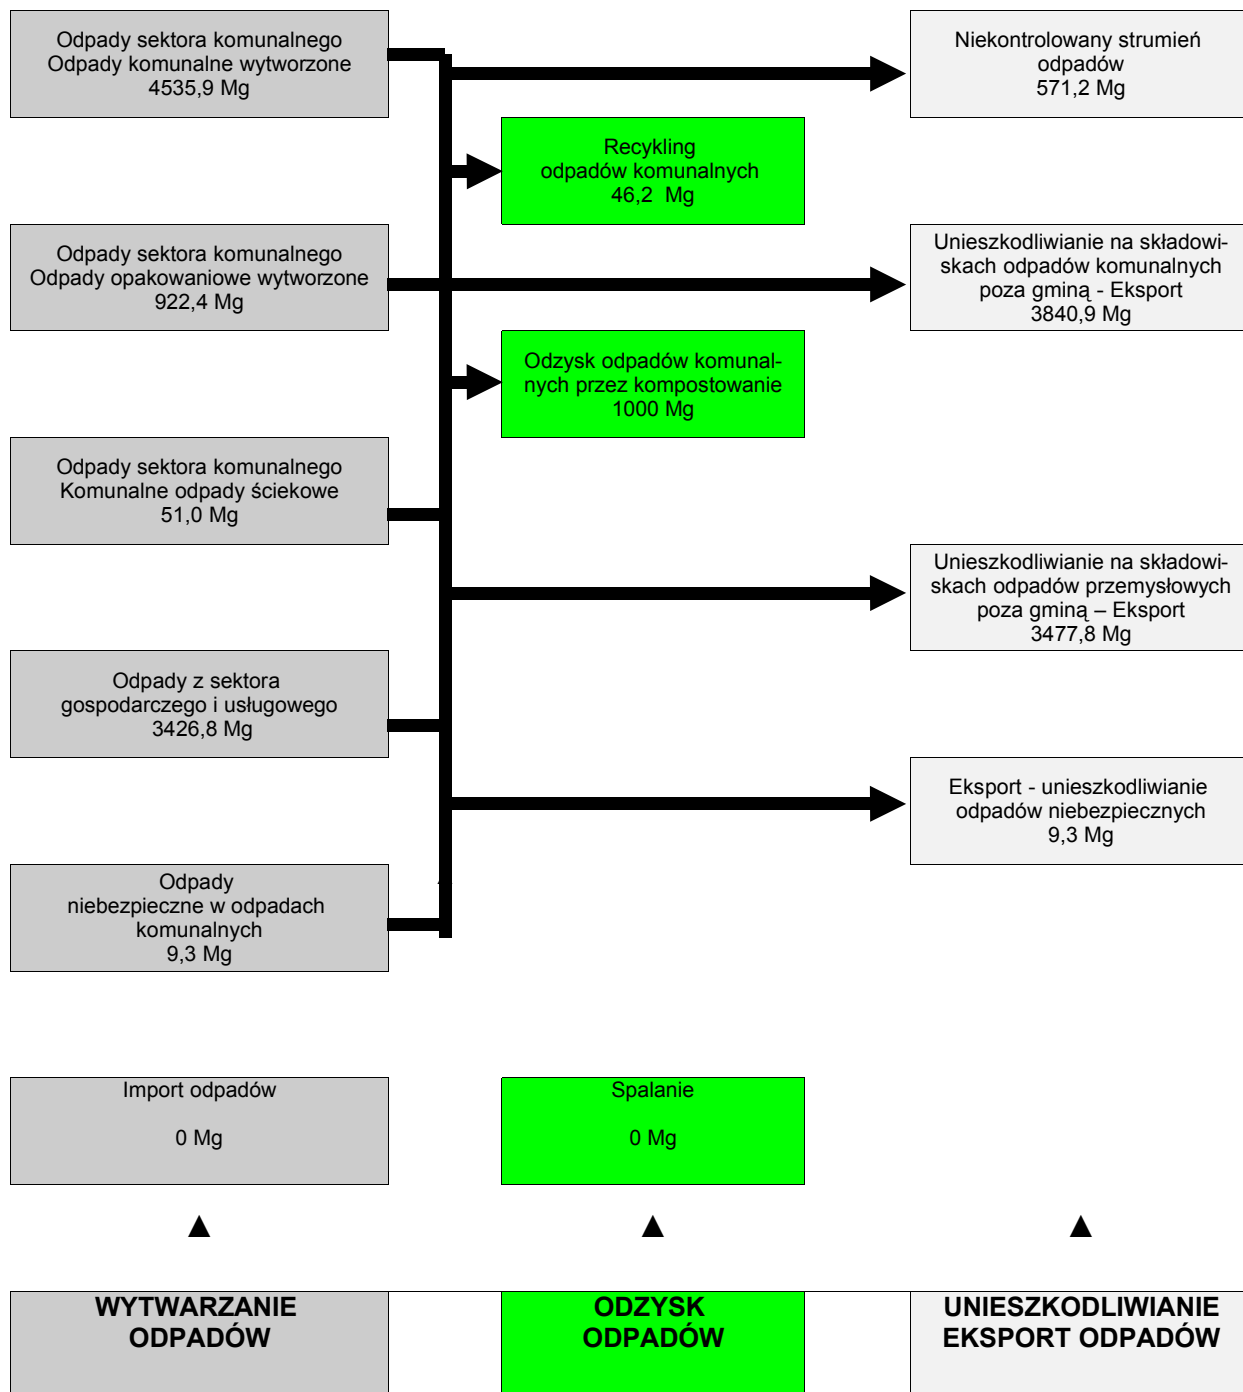 Odpady sektora komunalnego
Odpady komunalne wytworzone
4535,9 Mg
Niekontrolowany strumień
odpadów
571,2 Mg
Recykling
odpadów komunalnych
46,2 Mg
Odpady sektora komunalnego
Odpady opakowaniowe wytworzone
922,4 Mg
Unieszkodliwianie na składowi-
skach odpadów komunalnych
poza gminą - Eksport
3840,9 Mg
Odzysk odpadów komunal-
nych przez kompostowanie
1000 Mg
Odpady sektora komunalnego
Komunalne odpady ściekowe
51,0 Mg
Unieszkodliwianie na składowi-
skach odpadów przemysłowych
poza gminą – Eksport
3477,8 Mg
Odpady z sektora
gospodarczego i usługowego
3426,8 Mg
Eksport - unieszkodliwianie
odpadów niebezpiecznych
9,3 Mg
Odpady
niebezpieczne w odpadach
komunalnych
9,3 Mg
Import odpadów
0 Mg
Spalanie
0 Mg
WYTWARZANIE
ODPADÓW
ODZYSK
ODPADÓW
UNIESZKODLIWIANIE
EKSPORT ODPADÓW